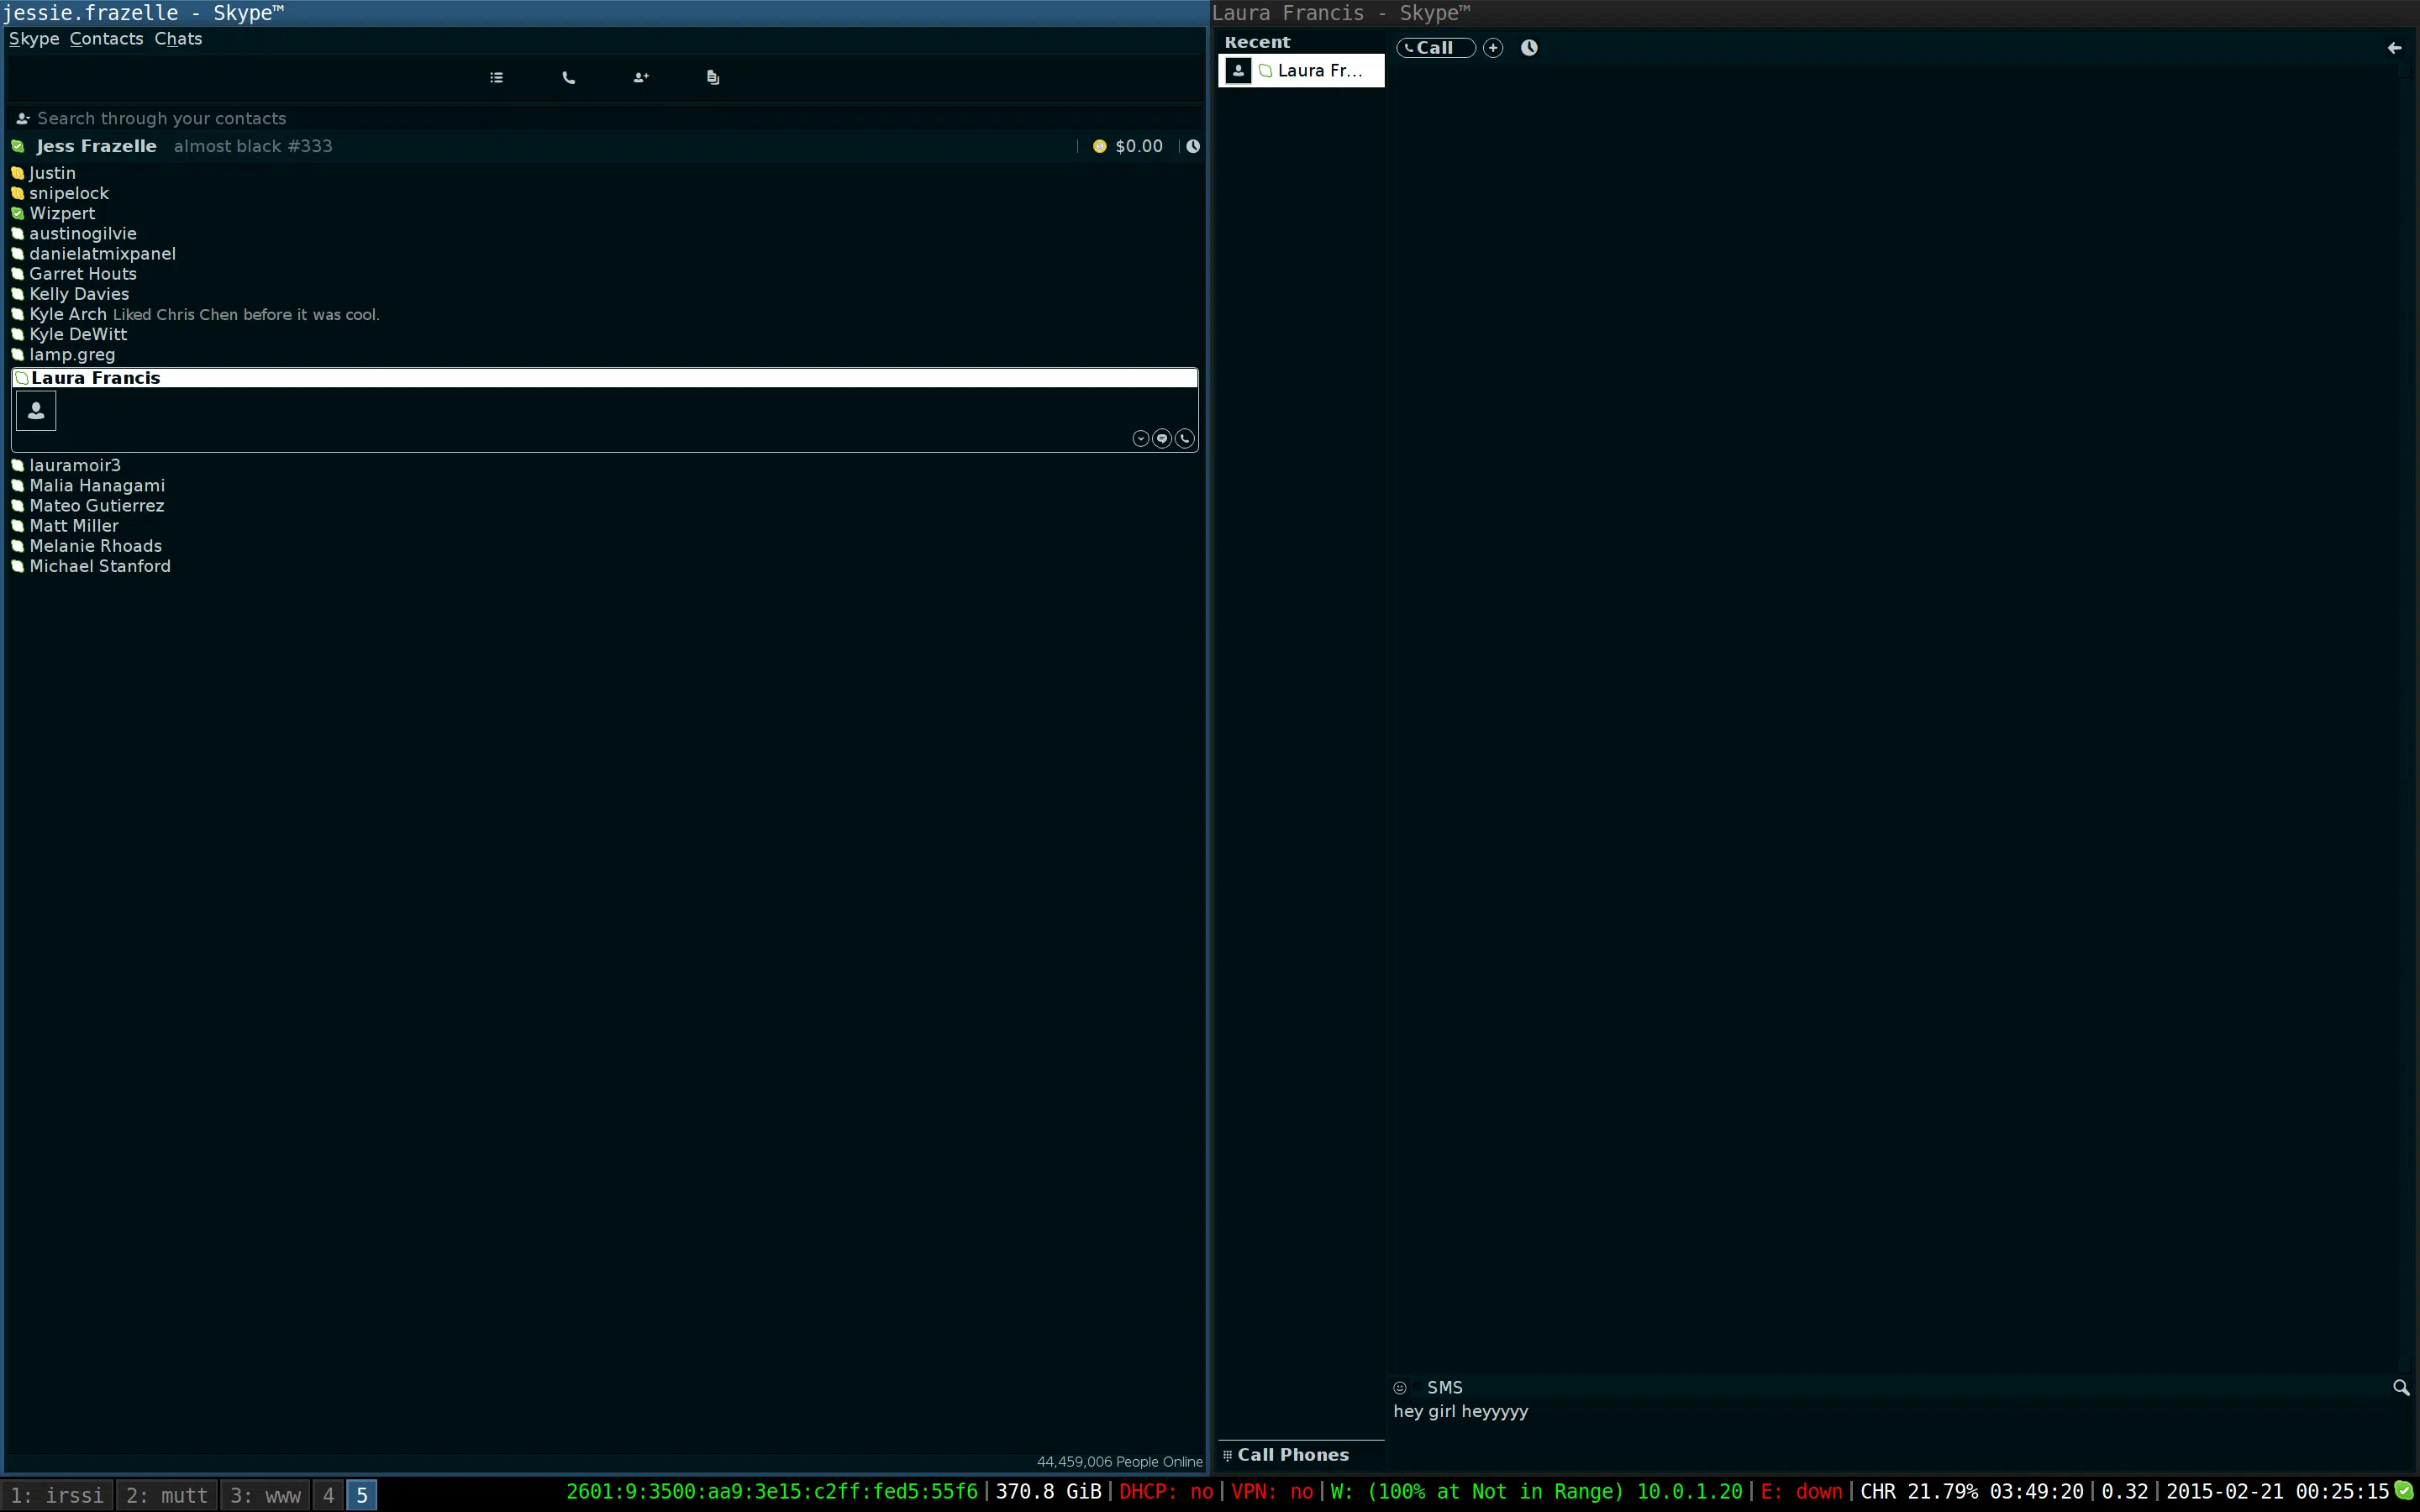 jessie.frazelle - Skype™
Skype Contacts Chats
Search through your contacts
Jess Frazelle almost black #333 | $0.00 |
Justin
snipelock
Wizpert
austinogilvie
danielatmixpanel
Garret Houts
Kelly Davies
Kyle Arch Liked Chris Chen before it was cool.
Kyle DeWitt
lamp.greg
Laura Francis
lauramoir3
Malia Hanagami
Mateo Gutierrez
Matt Miller
Melanie Rhoads
Michael Stanford
44,459,006 People Online
Laura Francis - Skype™
Recent
Laura Fr...
Call
SMS
hey girl heyyyyy
Call Phones
1: irssi 2: mutt 3: www 4 5 2601:9:3500:aa9:3e15:c2ff:fed5:55f6|370.8 GiB|DHCP: no|VPN: no|W: (100% at Not in Range) 10.0.1.20|E: down|CHR 21.79% 03:49:20|0.32|2015-02-21 00:25:15